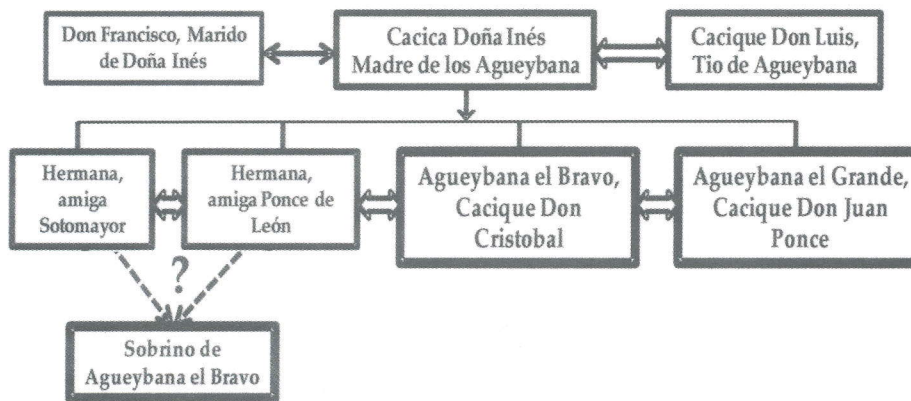 Don Francisco, Marido
de Doña Inés
Cacica Doña Inés
Madre de los Agueybana
Cacique Don Luis,
Tio de Agueybana
Hermana,
amiga
Sotomayor
Hermana,
amiga Ponce de
León
Agueybana el Bravo,
Cacique Don
Cristobal
Agueybana el Grande,
Cacique Don Juan
Ponce
?
Sobrino de
Agueybana el Bravo